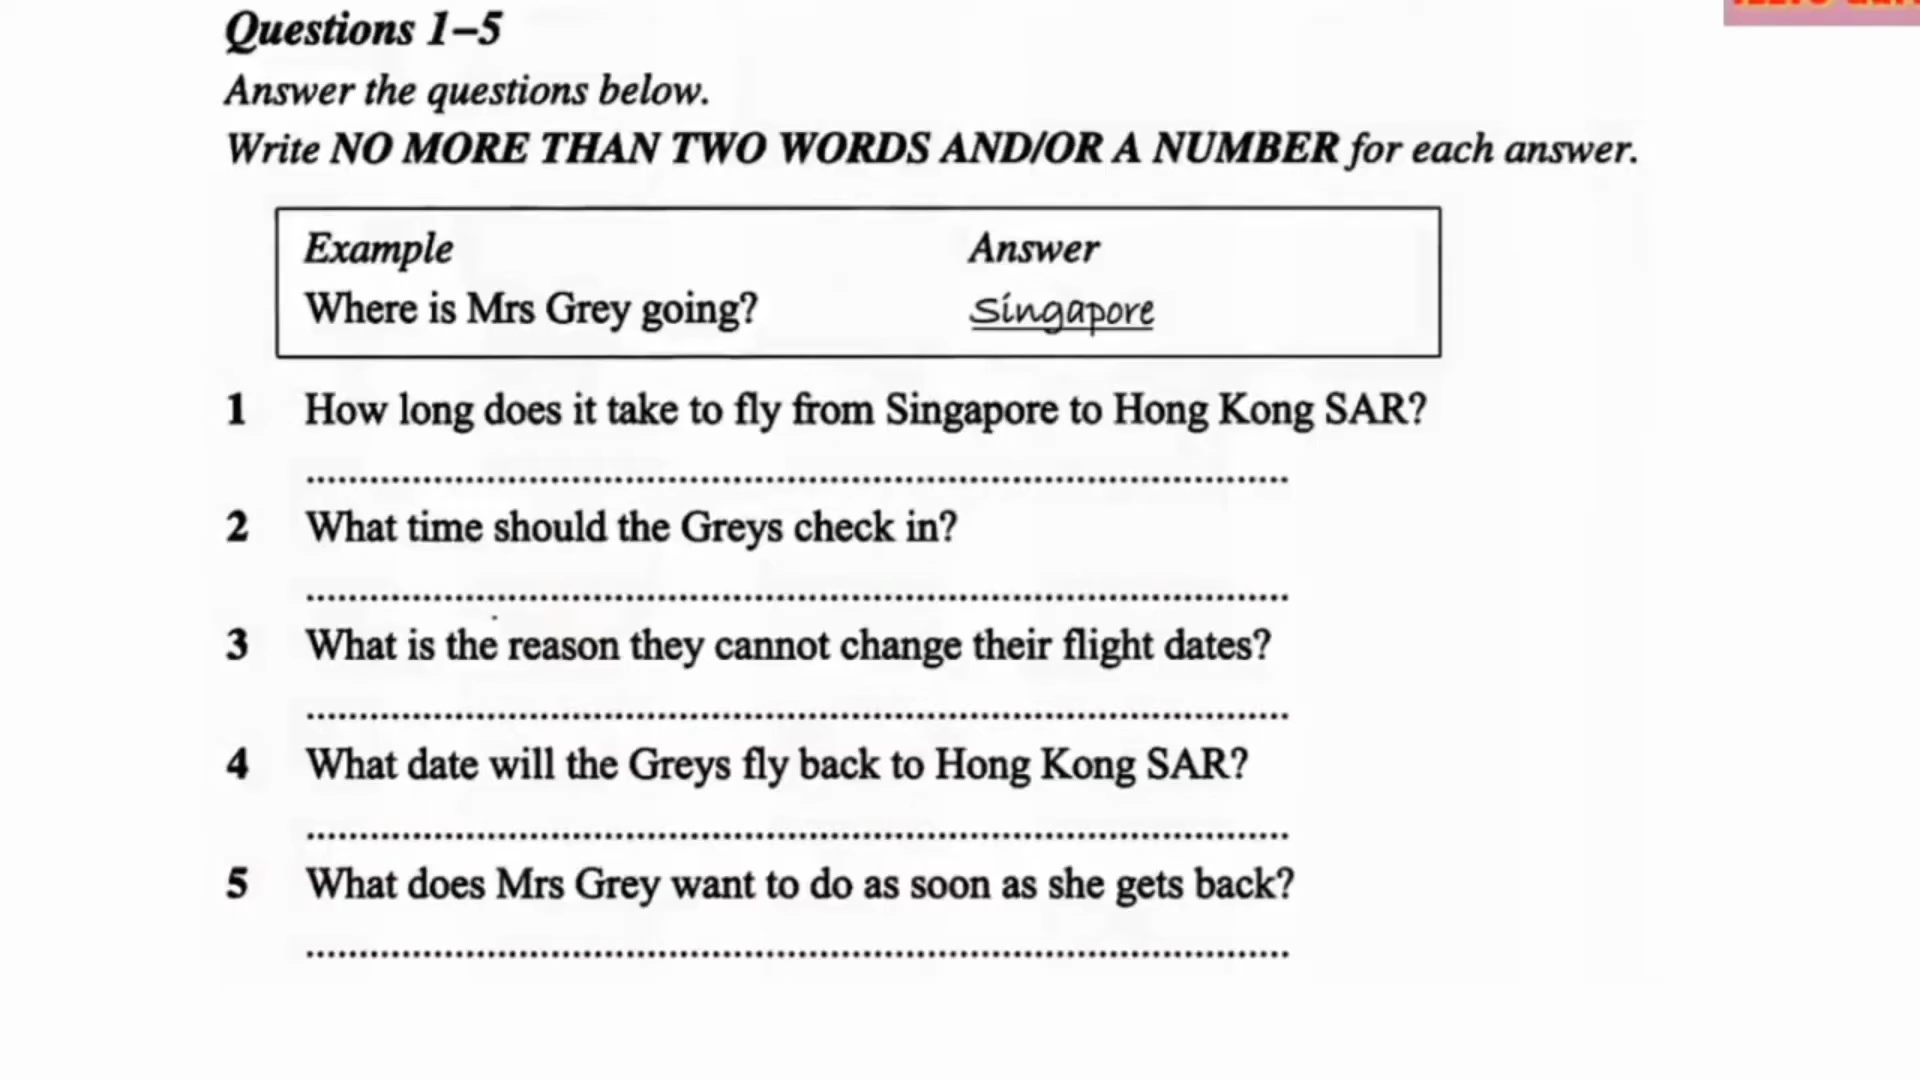 Questions 1–5
Answer the questions below.
Write NO MORE THAN TWO WORDS AND/OR A NUMBER for each answer.
Example Answer
Where is Mrs Grey going? Singapore
1 How long does it take to fly from Singapore to Hong Kong SAR?
2 What time should the Greys check in?
3 What is the reason they cannot change their flight dates?
4 What date will the Greys fly back to Hong Kong SAR?
5 What does Mrs Grey want to do as soon as she gets back?